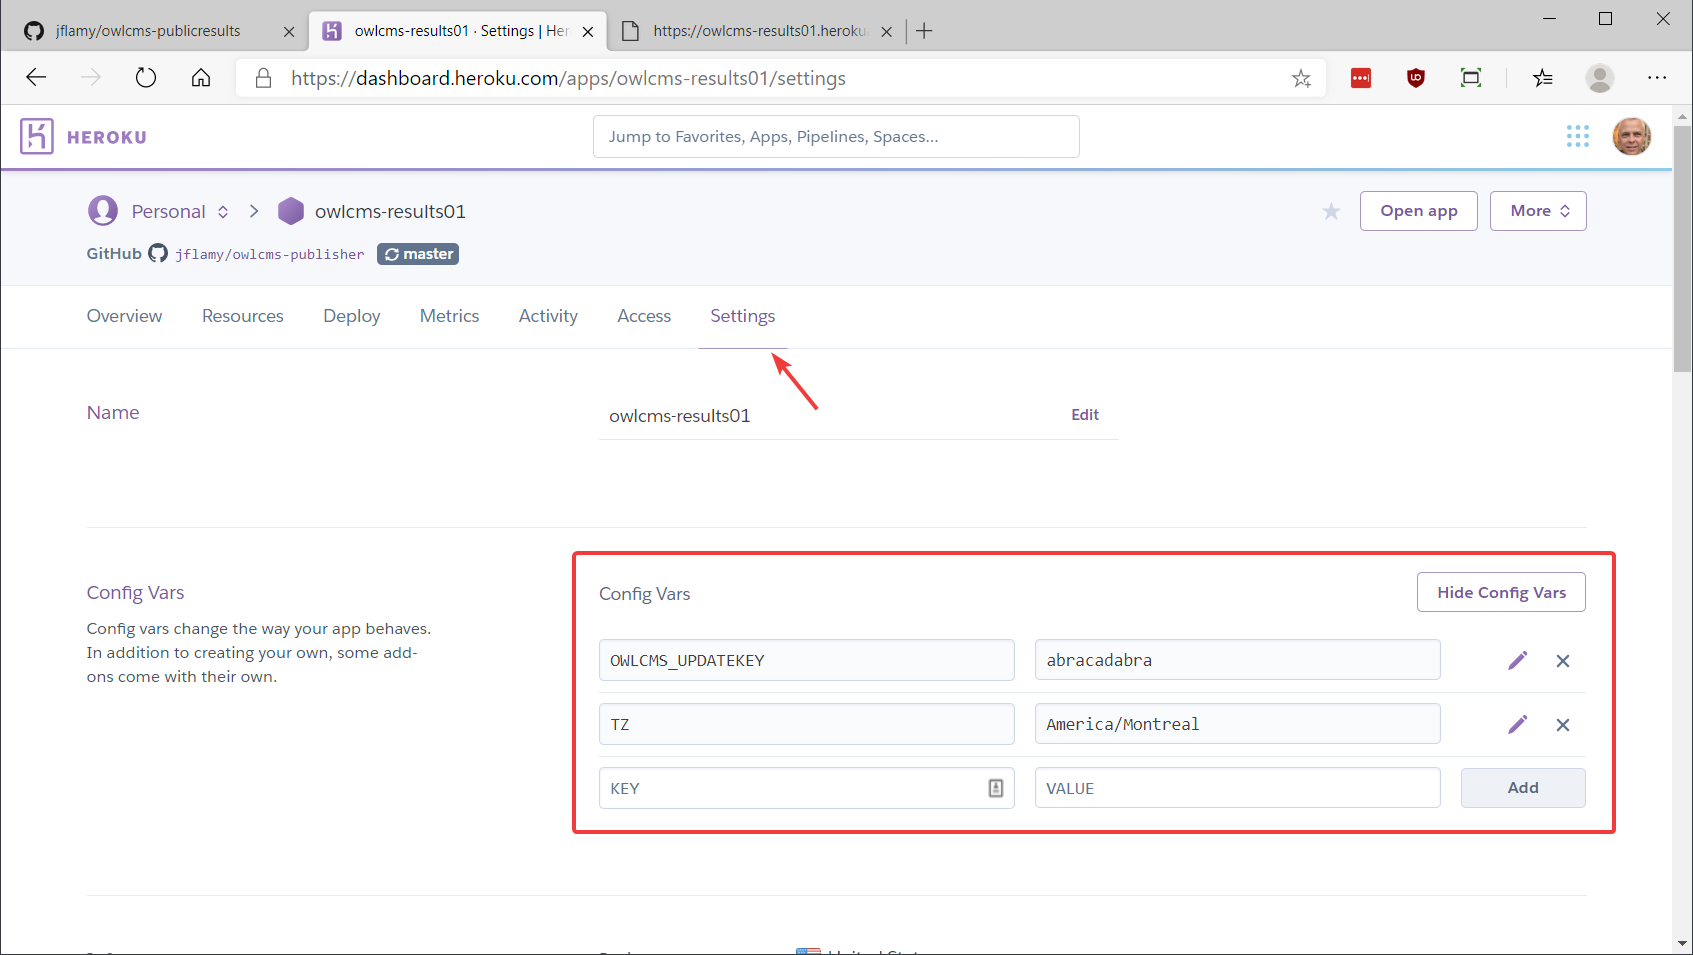 jflamy/owlcms-publicresults
owlcms-results01 · Settings | Her
https://owlcms-results01.heroku
https://dashboard.heroku.com/apps/owlcms-results01/settings
HEROKU
Jump to Favorites, Apps, Pipelines, Spaces...
Personal
owlcms-results01
Open app
More
GitHub
jflamy/owlcms-publisher
master
Overview
Resources
Deploy
Metrics
Activity
Access
Settings
Name
owlcms-results01
Edit
Config Vars
Config vars change the way your app behaves.
In addition to creating your own, some add-
ons come with their own.
Config Vars
Hide Config Vars
OWLCMS_UPDATEKEY
abracadabra
TZ
America/Montreal
KEY
VALUE
Add